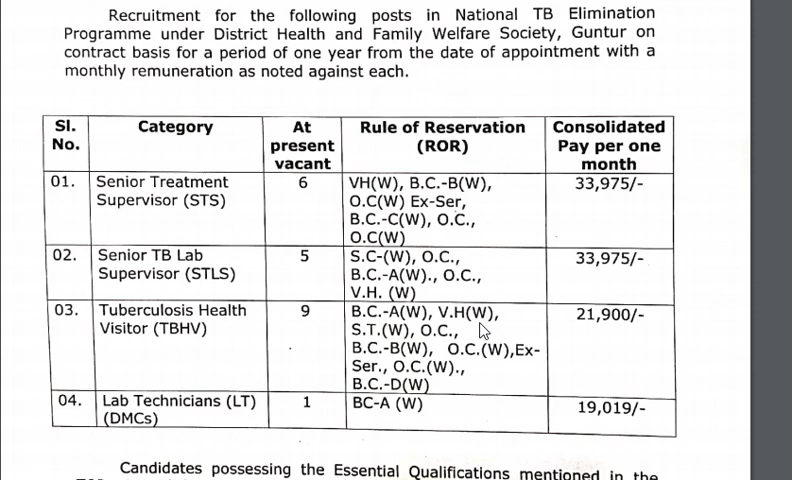 Recruitment for the following posts in National TB Elimination
Programme under District Health and Family Welfare Society, Guntur on
contract basis for a period of one year from the date of appointment with a
monthly remuneration as noted against each.
Sl. No. Category At present vacant Rule of Reservation (ROR) Consolidated Pay per one month
01. Senior Treatment Supervisor (STS) 6 VH(W), B.C.-B(W), 33,975/-
O.C(W) Ex-Ser,
B.C.-C(W), O.C.,
O.C(W)
02. Senior TB Lab Supervisor (STLS) 5 S.C-(W), O.C., 33,975/-
B.C.-A(W)., O.C.,
V.H. (W)
03. Tuberculosis Health Visitor (TBHV) 9 B.C.-A(W), V.H(W), 21,900/-
S.T.(W), O.C.,
B.C.-B(W), O.C.(W),Ex-
Ser., O.C.(W).,
B.C.-D(W)
04. Lab Technicians (LT) (DMCs) 1 BC-A (W) 19,019/-
Candidates possessing the Essential Qualifications mentioned in the